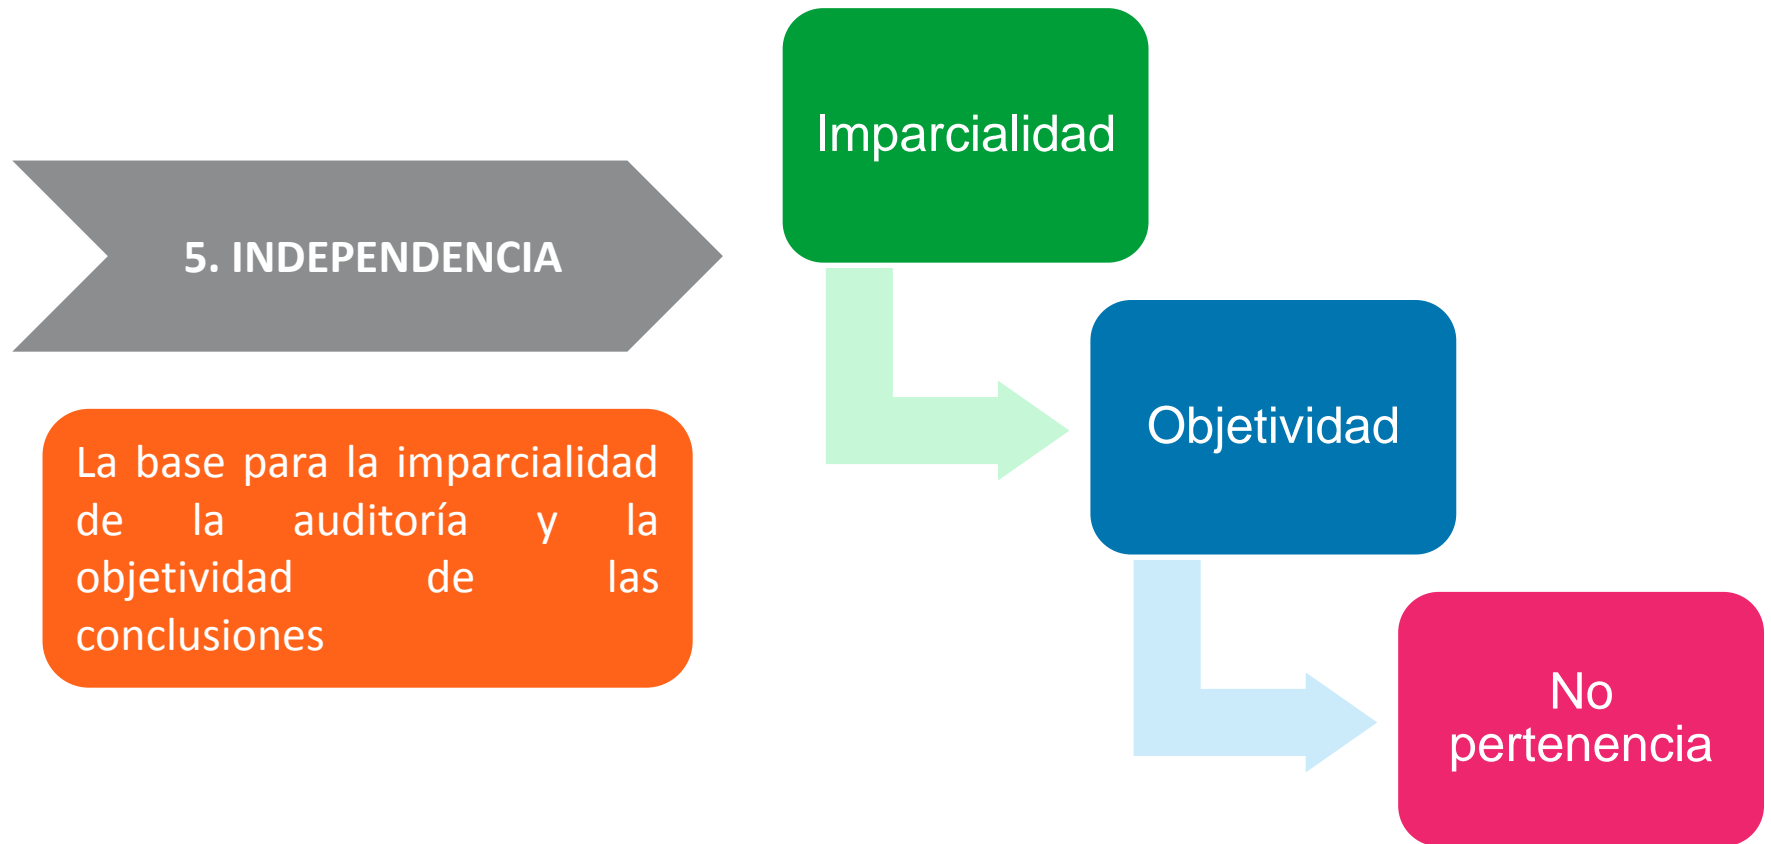 5. INDEPENDENCIA
La base para la imparcialidad
de la auditoría y la
objetividad de las
conclusiones
Imparcialidad
Objetividad
No
pertenencia